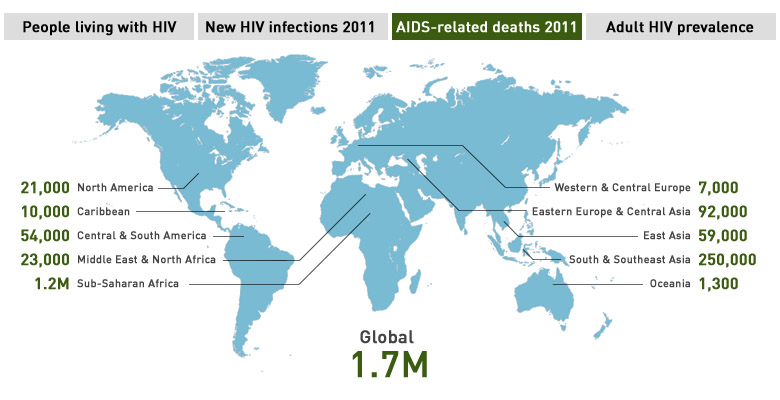 People living with HIV
New HIV infections 2011
AIDS-related deaths 2011
Adult HIV prevalence
21,000 North America
10,000 Caribbean
54,000 Central & South America
23,000 Middle East & North Africa
1.2M Sub-Saharan Africa
Western & Central Europe 7,000
Eastern Europe & Central Asia 92,000
East Asia 59,000
South & Southeast Asia 250,000
Oceania 1,300
Global
1.7M